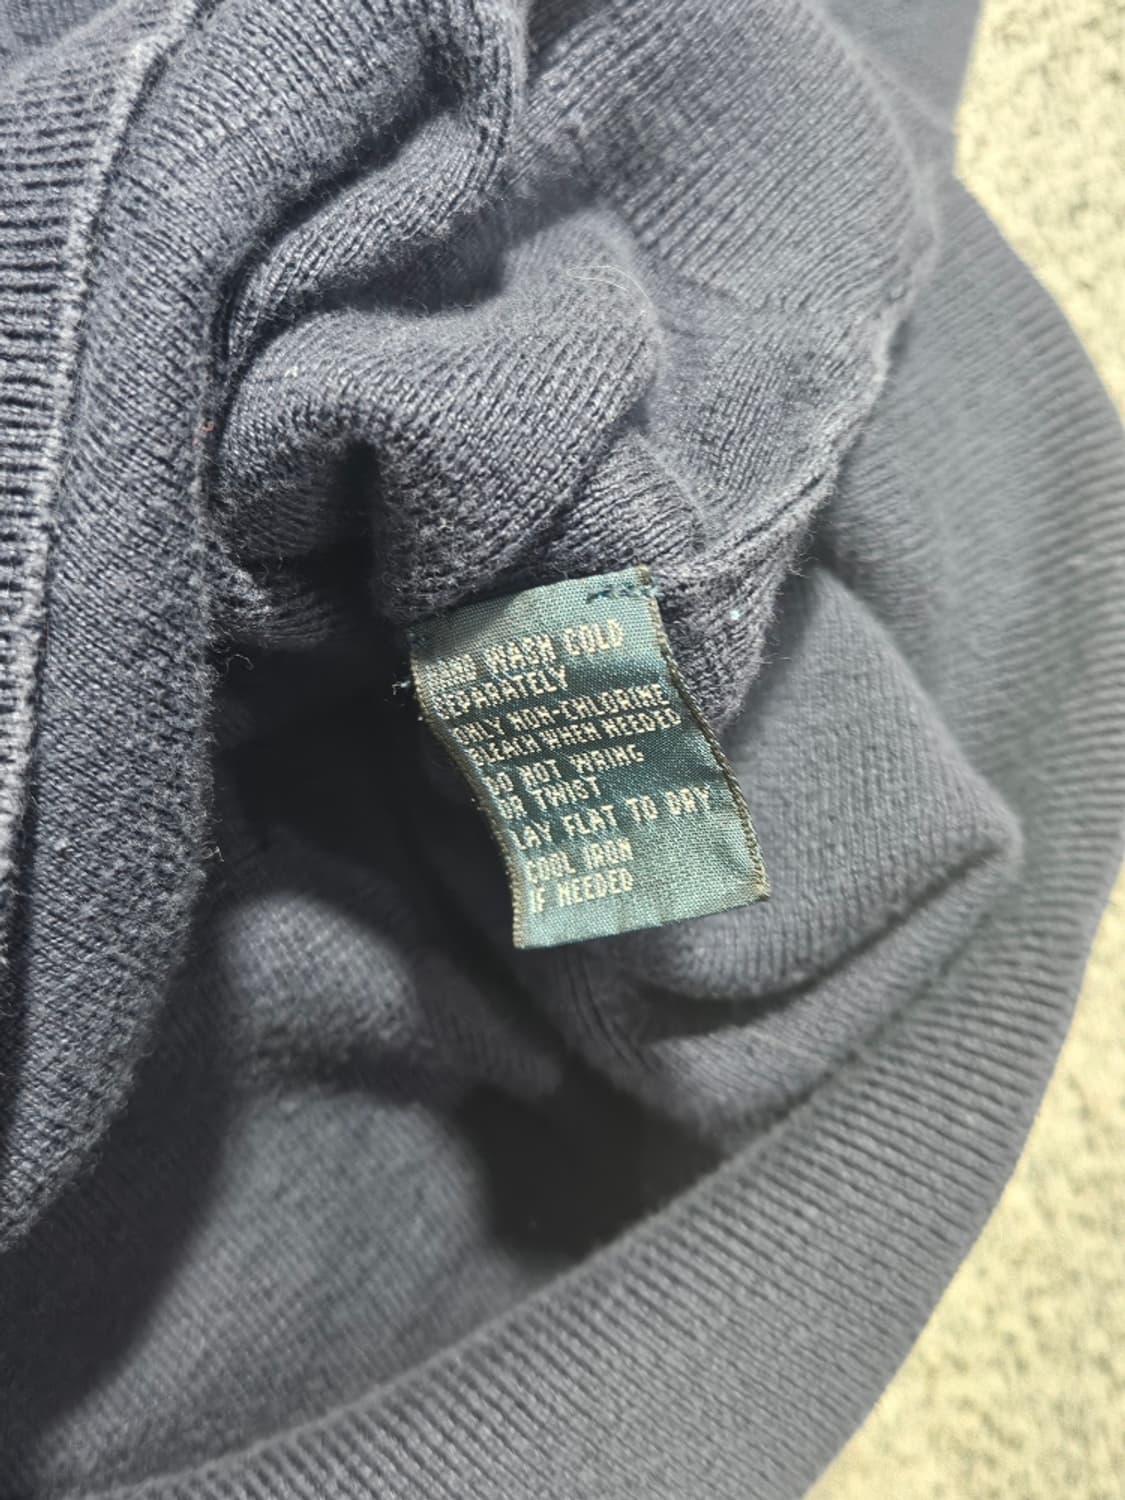 HAND WASH COLD
SEPARATELY
ONLY NON-CHLORINE
BLEACH WHEN NEEDED
DO NOT WRING
OR TWIST
LAY FLAT TO DRY
COOL IRON
IF NEEDED